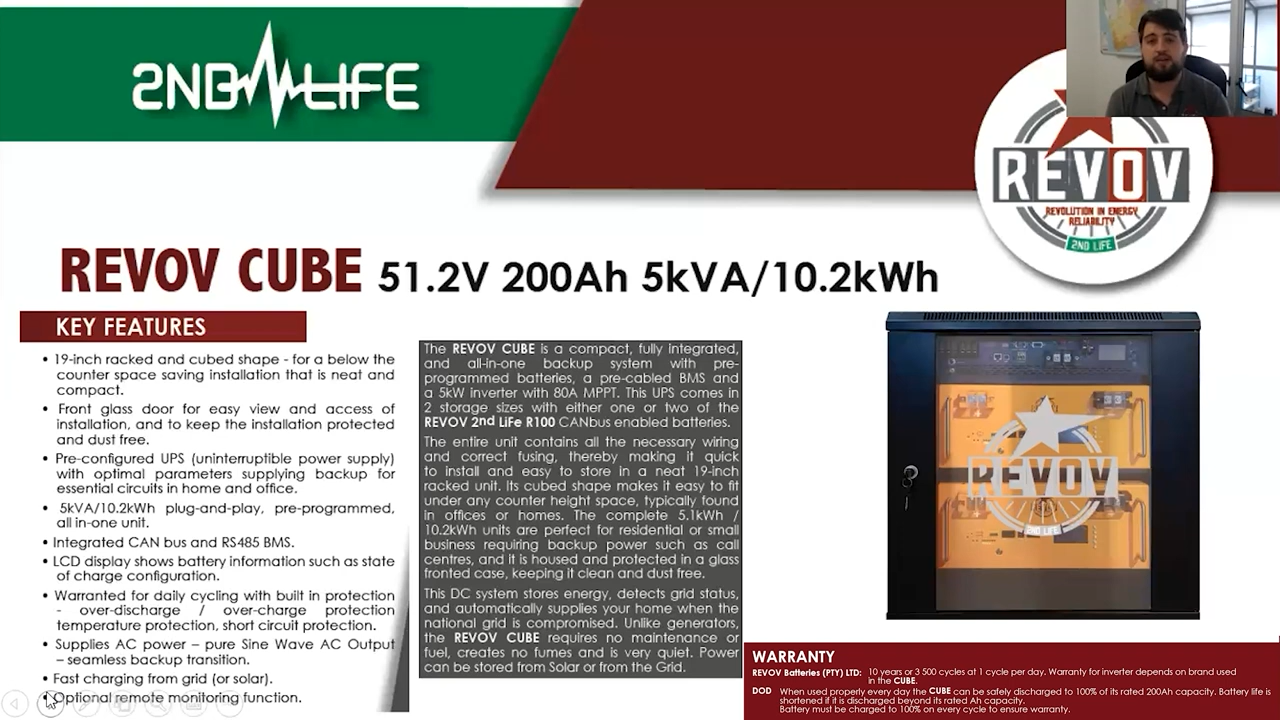 2ND LIFE
REVOV
REVOLUTION IN ENERGY
RELIABILITY
2ND LIFE
REVOV CUBE 51.2V 200Ah 5kVA/10.2kWh
KEY FEATURES
• 19-inch racked and cubed shape - for a below the
counter space saving installation that is neat and
compact.
• Front glass door for easy view and access of
installation, and to keep the installation protected
and dust free.
• Pre-configured UPS (uninterruptible power supply)
with optimal parameters supplying backup for
essential circuits in home and office.
• 5kVA/10.2kWh plug-and-play, pre-programmed,
all in-one unit.
• Integrated CAN bus and RS485 BMS.
• LCD display shows battery information such as state
of charge configuration.
• Warranted for daily cycling with built in protection
- over-discharge / over-charge protection
temperature protection, short circuit protection.
• Supplies AC power – pure Sine Wave AC Output
– seamless backup transition.
• Fast charging from grid (or solar).
• Optional remote monitoring function.
The REVOV CUBE is a compact, fully integrated,
and all-in-one backup system with pre-
programmed batteries, a pre-cabled BMS and
a 5kW inverter with 80A MPPT. This UPS comes in
2 storage sizes with either one or two of the
REVOV 2nd LiFe R100 CANbus enabled batteries.
The entire unit contains all the necessary wiring
and correct fusing, thereby making it quick
to install and easy to store in a neat 19-inch
racked unit. Its cubed shape makes it easy to fit
under any counter height space, typically found
in offices or homes. The complete 5.1kWh /
10.2kWh units are perfect for residential or small
business requiring backup power such as call
centres, and it is housed and protected in a glass
fronted case, keeping it clean and dust free.
This DC system stores energy, detects grid status,
and automatically supplies your home when the
national grid is compromised. Unlike generators,
the REVOV CUBE requires no maintenance or
fuel, creates no fumes and is very quiet. Power
can be stored from Solar or from the Grid.
REVOV
2nd LiFe
WARRANTY
REVOV Batteries (PTY) LTD: 10 years or 3 500 cycles at 1 cycle per day. Warranty for inverter depends on brand used
in the CUBE.
DOD When used properly every day the CUBE can be safely discharged to 100% of its rated 200Ah capacity. Battery life is
shortened if it is discharged beyond its rated Ah capacity.
Battery must be charged to 100% on every cycle to ensure warranty.